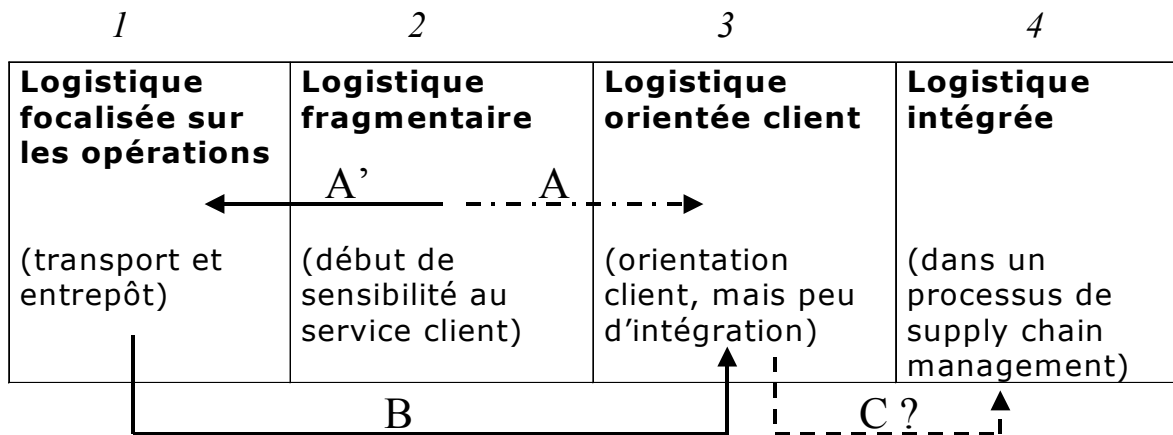 1 2 3 4
Logistique
focalisée sur
les opérations
(transport et
entrepôt)
Logistique
fragmentaire
(début de
sensibilité au
service client)
Logistique
orientée client
(orientation
client, mais peu
d’intégration)
Logistique
intégrée
(dans un
processus de
supply chain
management)
A’ A
B C ?